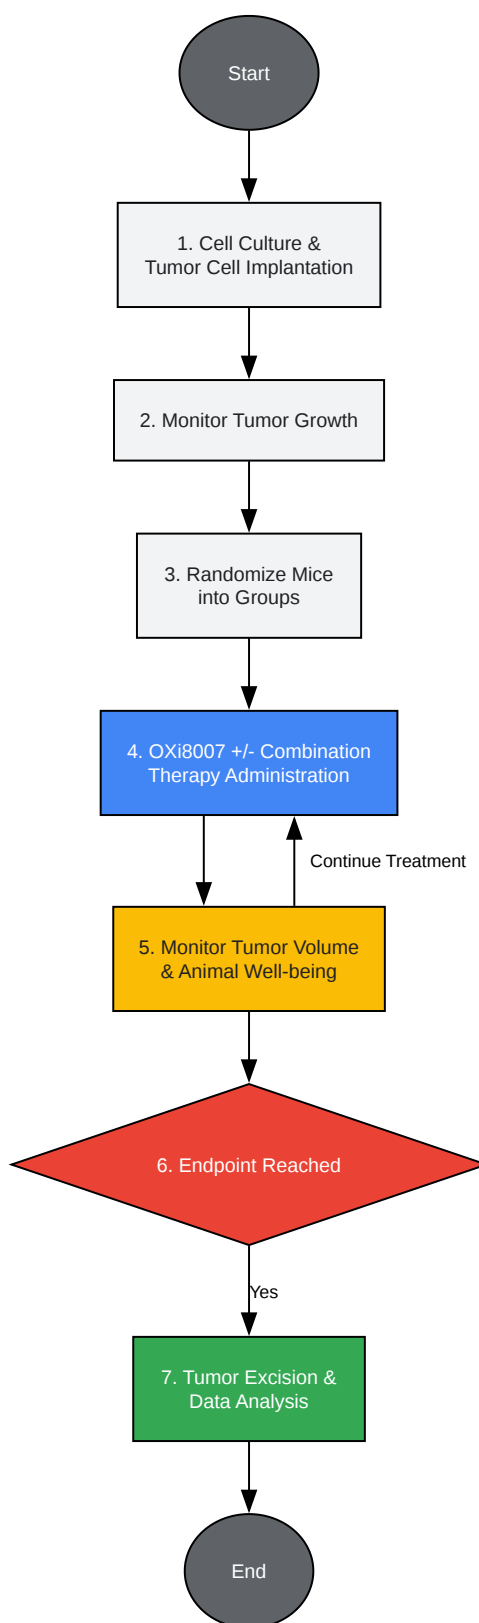 Start
1. Cell Culture &
Tumor Cell Implantation
2. Monitor Tumor Growth
3. Randomize Mice
into Groups
4. OXi8007 +/- Combination
Therapy Administration
Continue Treatment
5. Monitor Tumor Volume
& Animal Well-being
6. Endpoint Reached
Yes
7. Tumor Excision &
Data Analysis
End